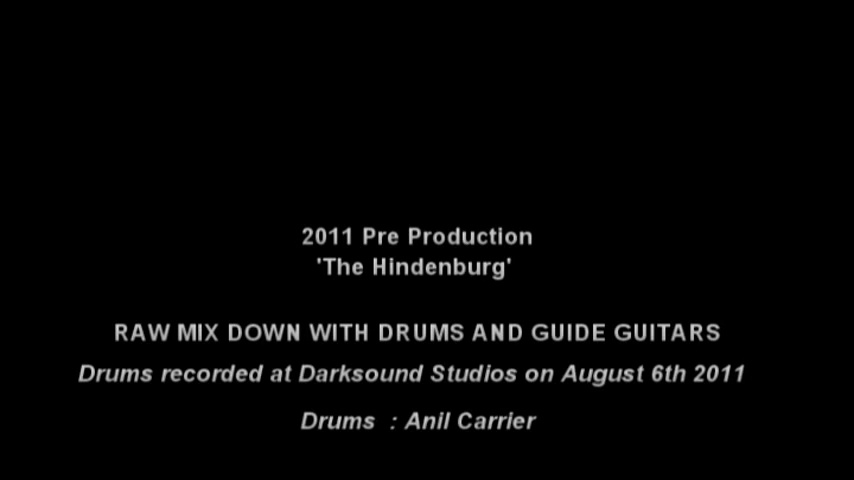 2011 Pre Production
'The Hindenburg'
RAW MIX DOWN WITH DRUMS AND GUIDE GUITARS
Drums recorded at Darksound Studios on August 6th 2011
Drums : Anil Carrier